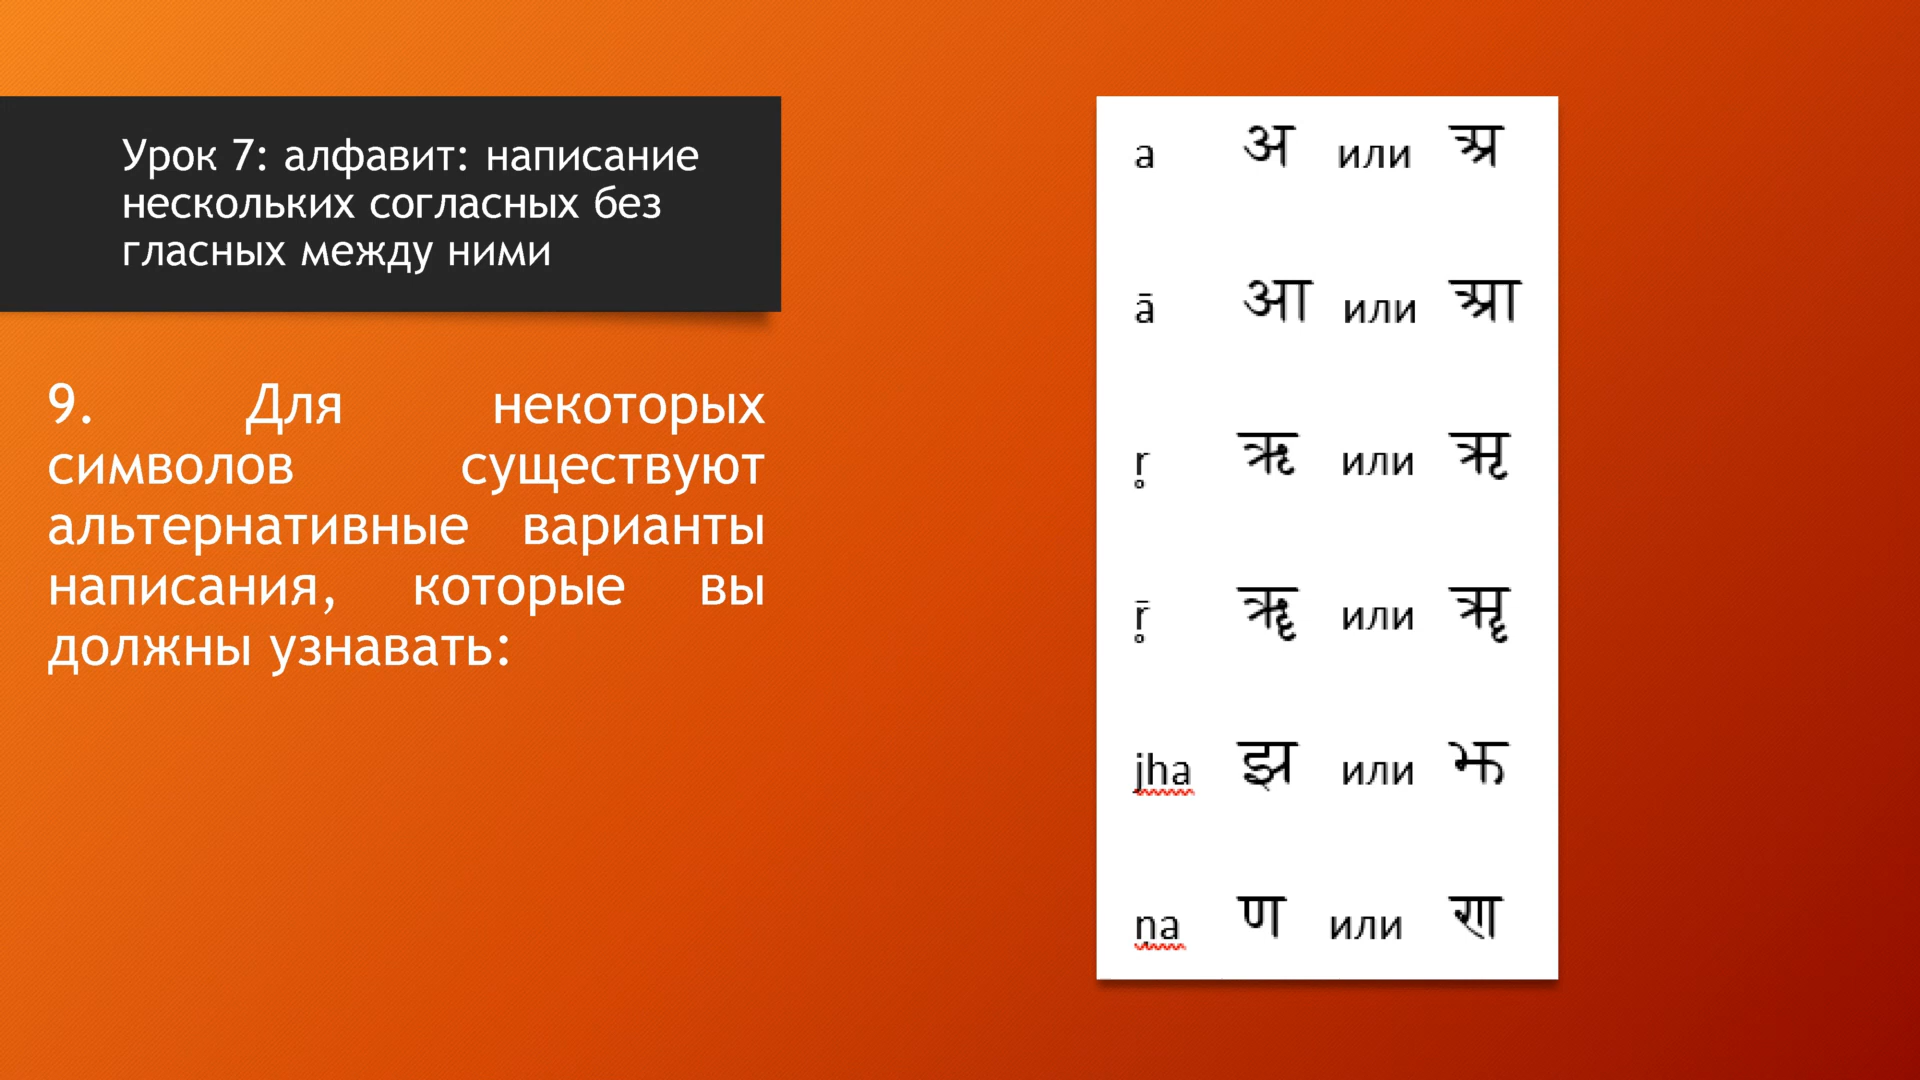 Урок 7: алфавит: написание
нескольких согласных без
гласных между ними
9. Для некоторых
символов существуют
альтернативные варианты
написания, которые вы
должны узнавать:
a अ или अ
ā आ или आ
r̥ ऋ или ऋ
r̥̄ ॠ или ॠ
jha झ или झ
ṇa ण или ण